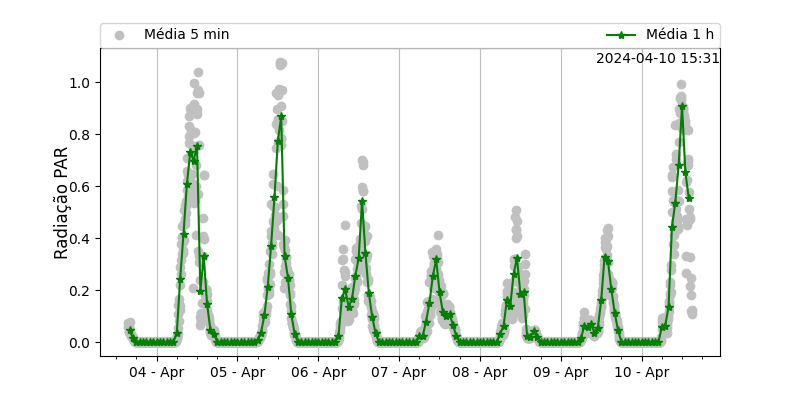 Média 5 min
Média 1 h
2024-04-10 15:31
Radiação PAR
1.0
0.8
0.6
0.4
0.2
0.0
04 - Apr
05 - Apr
06 - Apr
07 - Apr
08 - Apr
09 - Apr
10 - Apr